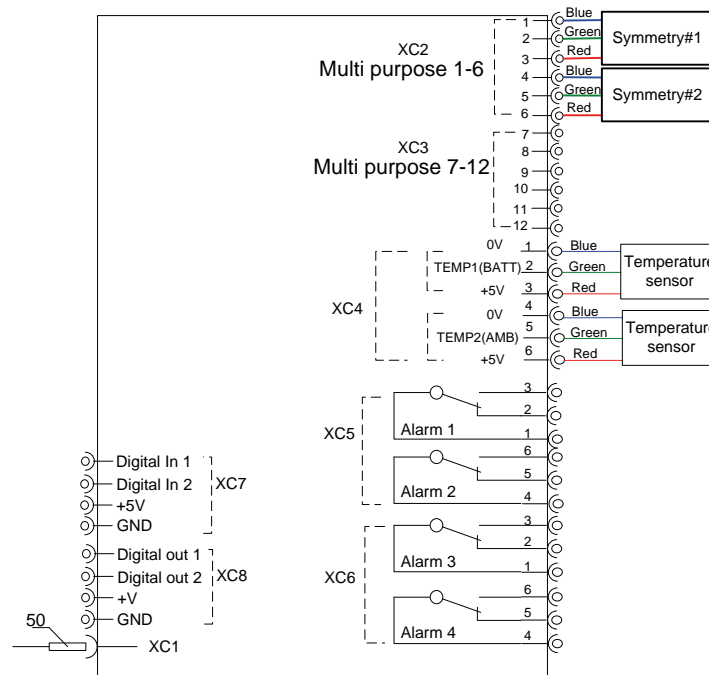 1 Blue
XC2
2 Green
Symmetry#1
3 Red
Multi purpose 1-6
4 Blue
5 Green
Symmetry#2
6 Red
XC3
Multi purpose 7-12
7
8
9
10
11
12
0V 1 Blue
TEMP1(BATT) 2 Green
+5V 3 Red
Temperature
sensor
XC4
0V 4 Blue
TEMP2(AMB) 5 Green
+5V 6 Red
Temperature
sensor
XC5
3
2
Alarm 1 1
6
5
Alarm 2 4
XC6
3
2
Alarm 3 1
6
5
Alarm 4 4
Digital In 1
Digital In 2
+5V
GND
XC7
Digital out 1
Digital out 2
+V
GND
XC8
50
XC1